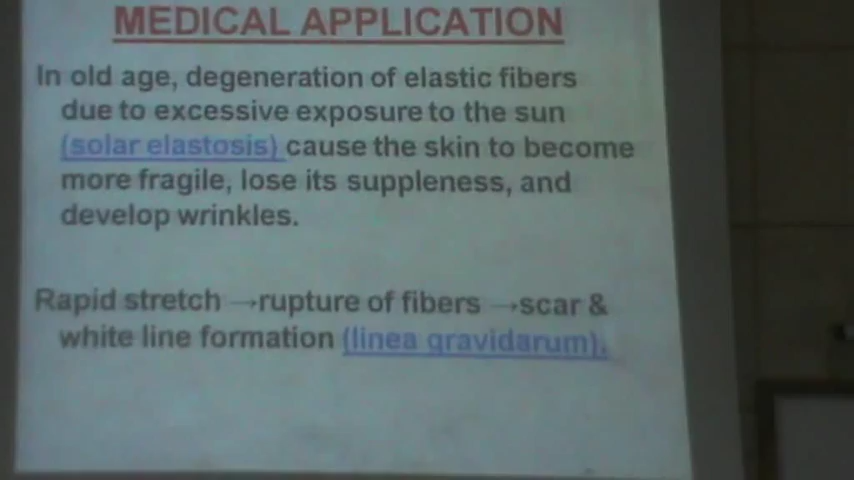 MEDICAL APPLICATION
In old age, degeneration of elastic fibers
due to excessive exposure to the sun
(solar elastosis) cause the skin to become
more fragile, lose its suppleness, and
develop wrinkles.
Rapid stretch →rupture of fibers →scar &
white line formation (linea gravidarum).